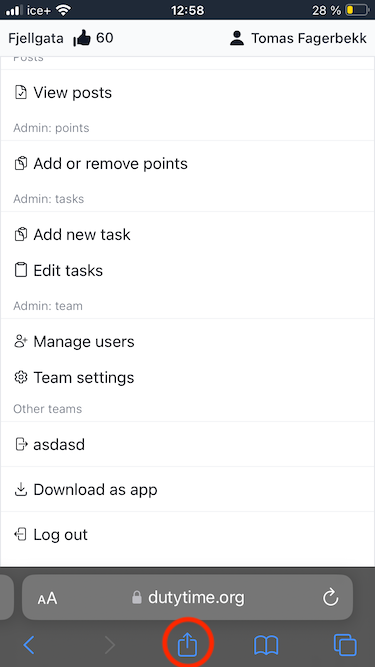 ice+ 12:58 28 %
Fjellgata 60 Tomas Fagerbekk
Posts
View posts
Admin: points
Add or remove points
Admin: tasks
Add new task
Edit tasks
Admin: team
Manage users
Team settings
Other teams
asdasd
Download as app
Log out
AA dutytime.org